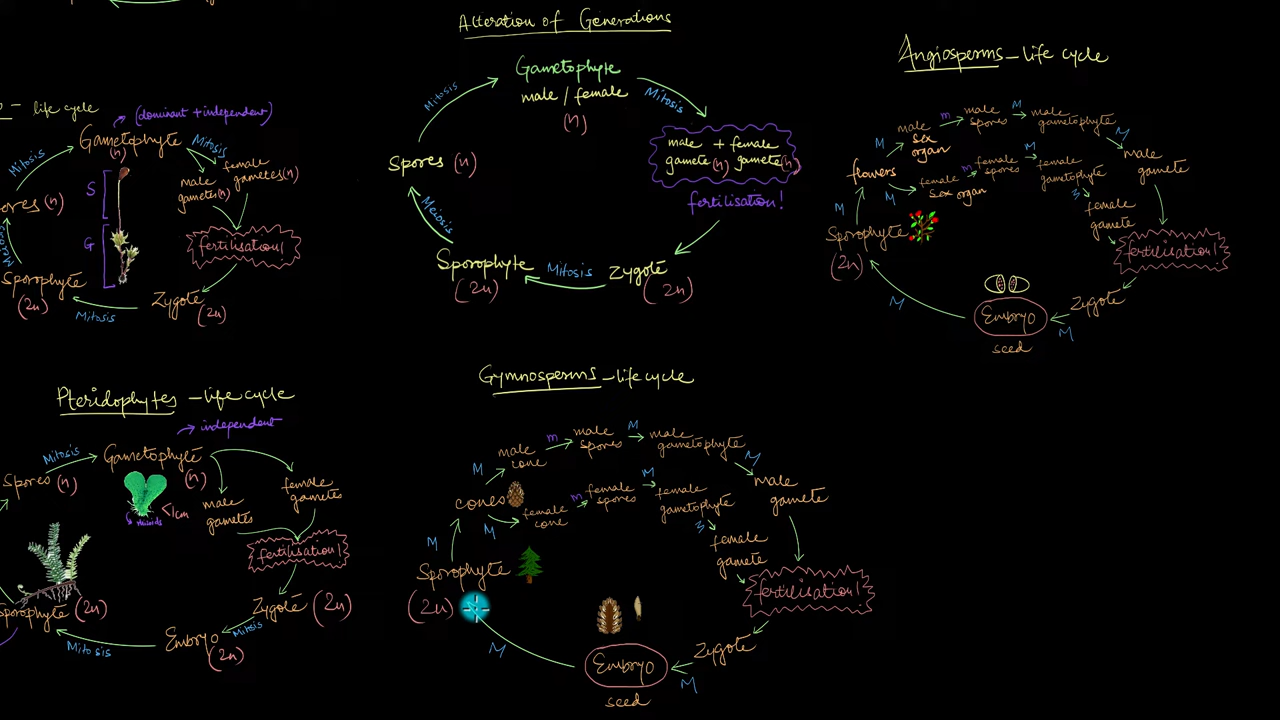 Alteration of Generations
Gametophyte
male / female
(n)
Mitosis
Mitosis
male + female
gamete(n) gamete(n)
fertilisation!
Spores (n)
Meiosis
Sporophyte
(2n)
Mitosis
Zygote
(2n)
Angiosperms - life cycle
male
sex
organ
m
male
spores
M
male
gametophyte
M
male
gamete
M
flowers
M
female
sex organ
m
female
spores
M
female
gametophyte
female
gamete
M
Sporophyte
(2n)
fertilisation!
Zygote
M
Embryo
seed
M
- life cycle
(dominant + independent)
Gametophyte
(n)
Mitosis
Mitosis
female
gametes(n)
male
gametes(n)
S
G
(n)
fertilisation!
Sporophyte
(2n)
Mitosis
Zygote
(2n)
Pteridophytes - life cycle
independent
Mitosis
Gametophyte
(n)
Spores (n)
<1cm
male
gametes
female
gametes
fertilisation!
Zygote (2n)
Mitosis
Embryo
(2n)
Mitosis
sporophyte (2n)
Gymnosperms - life cycle
male
cone
m
male
spores
M
male
gametophyte
M
male
gamete
M
cones
M
female
cone
m
female
spores
M
female
gametophyte
female
gamete
M
Sporophyte
(2n)
fertilisation!
Zygote
M
Embryo
seed
M